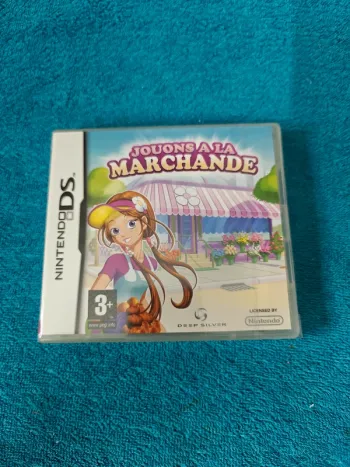 NINTENDO DS
JOUONS A LA
MARCHANDE
3+
www.pegi.info
DEEP SILVER
LICENSED BY
Nintendo